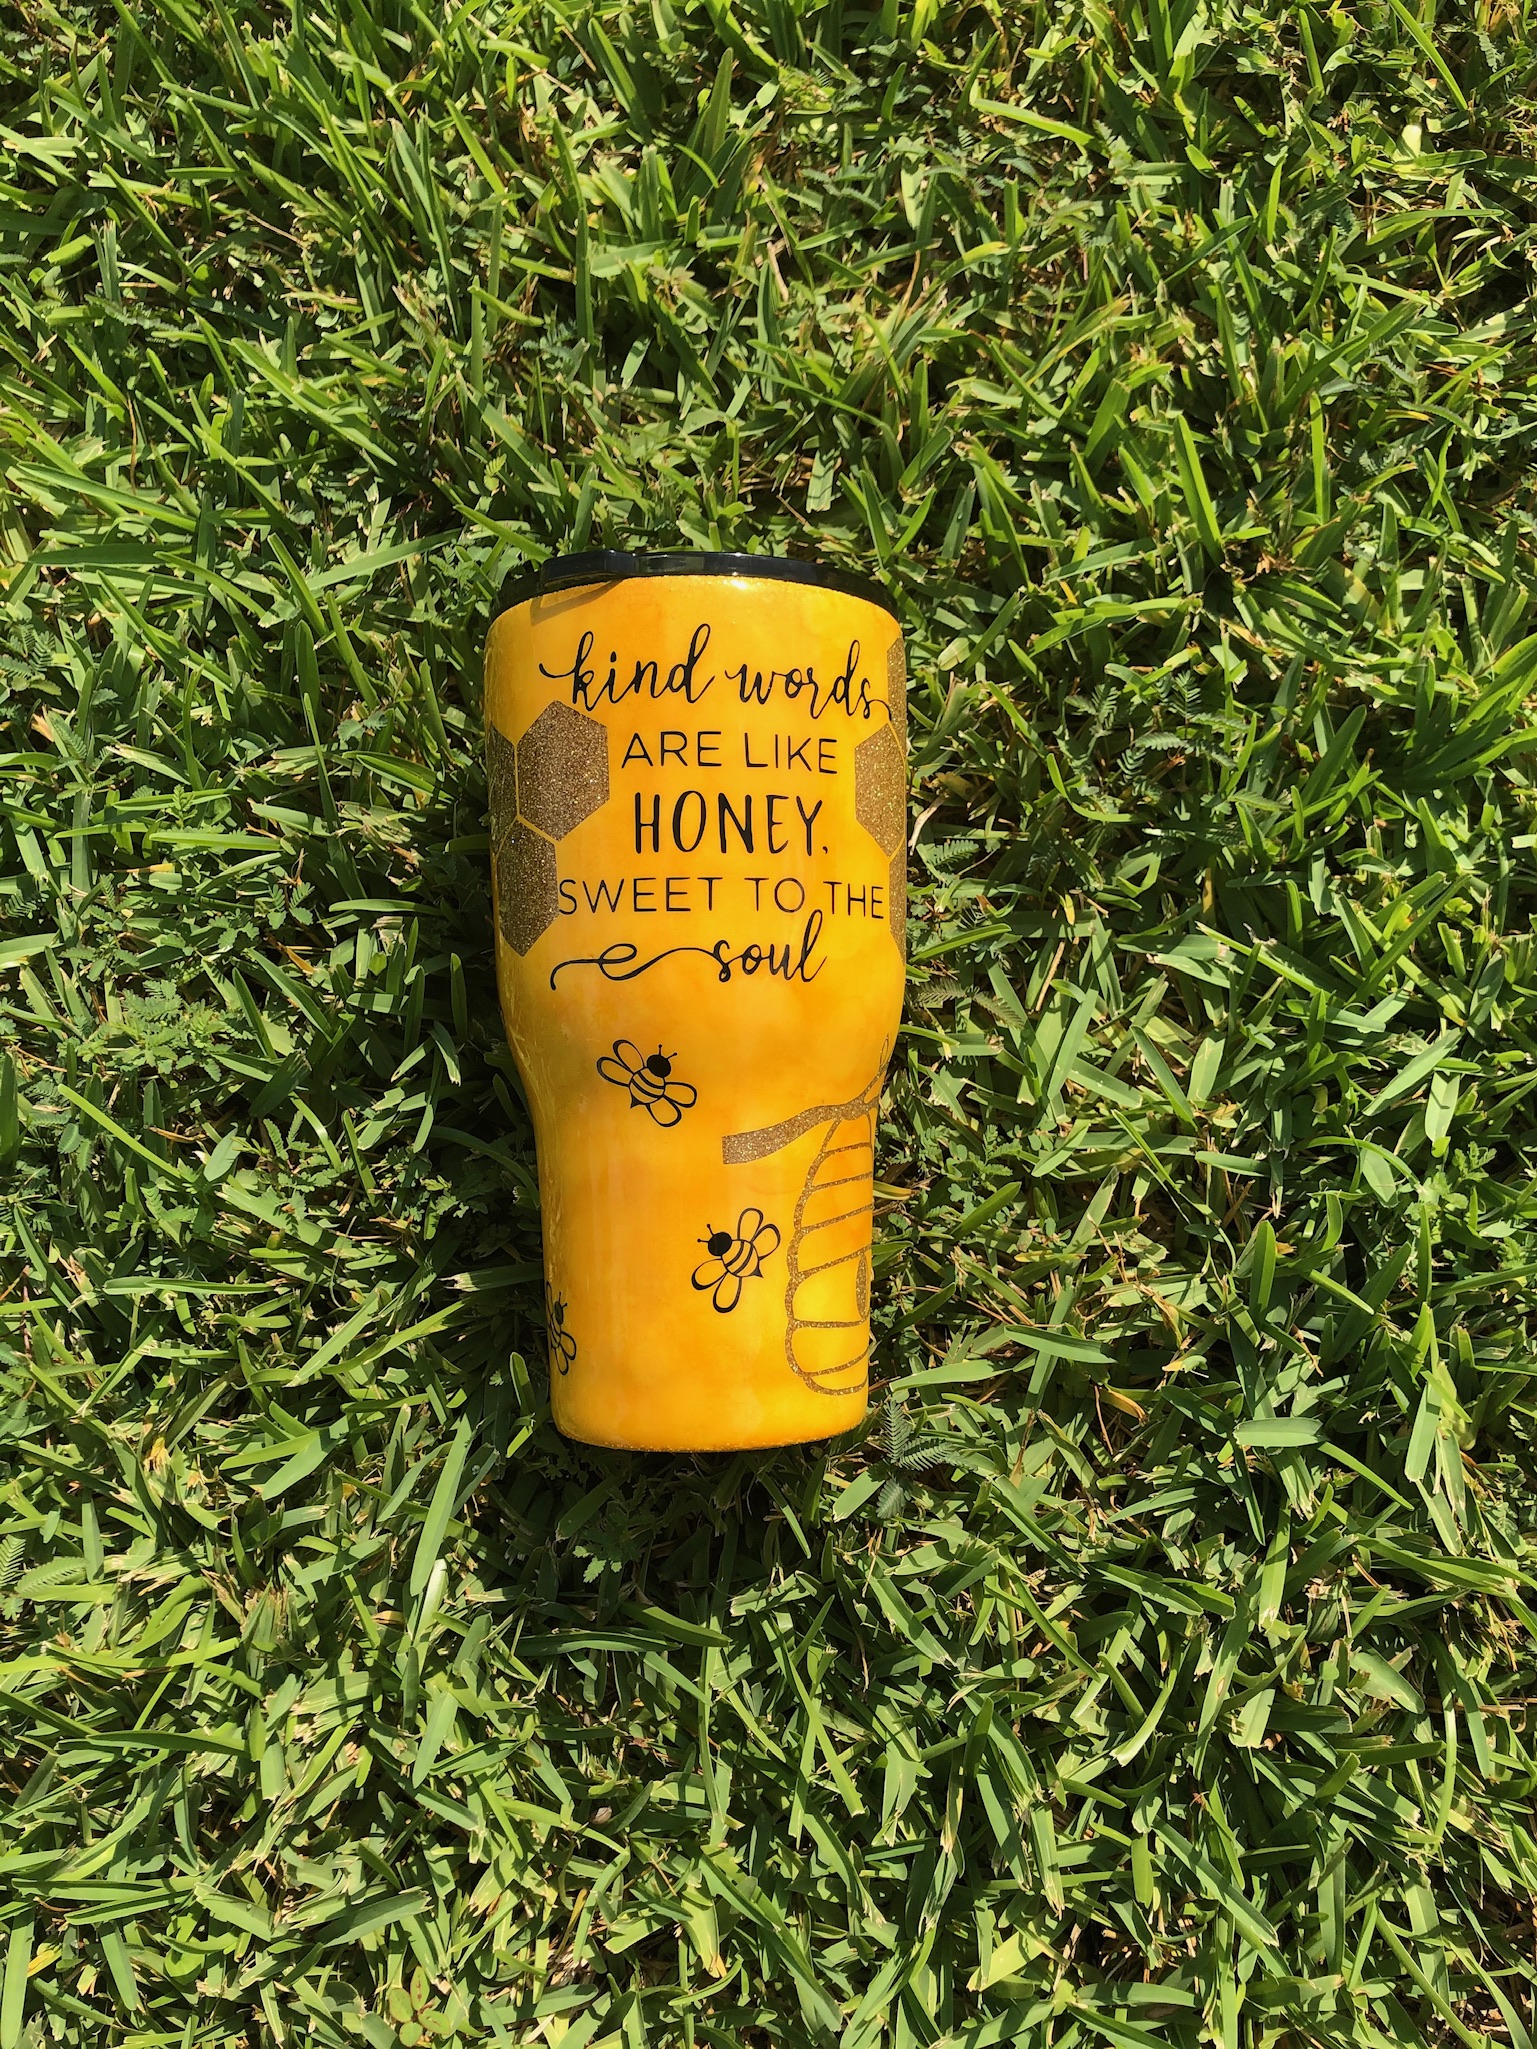 kind words
ARE LIKE
HONEY,
SWEET TO THE
soul